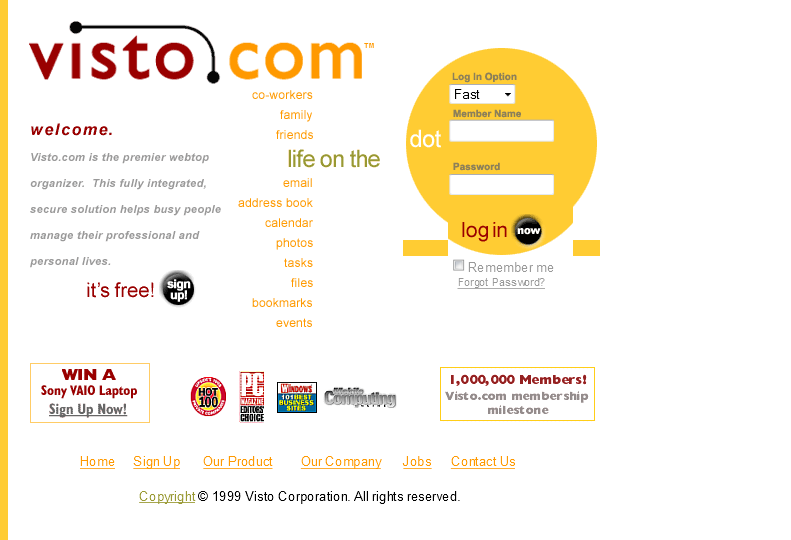 visto.com™
co-workers
family
friends
life on the dot
email
address book
calendar
photos
tasks
files
bookmarks
events
welcome.
Visto.com is the premier webtop
organizer. This fully integrated,
secure solution helps busy people
manage their professional and
personal lives.
it's free! sign up!
Log In Option
Fast
Member Name
Password
log in now
Remember me
Forgot Password?
WIN A
Sony VAIO Laptop
Sign Up Now!
HOT
100
PC
MAGAZINE
EDITORS'
CHOICE
WINDOWS
101 BEST
BUSINESS
SITES
Mobile
Computing
1,000,000 Members!
Visto.com membership
milestone
Home Sign Up Our Product Our Company Jobs Contact Us
Copyright © 1999 Visto Corporation. All rights reserved.